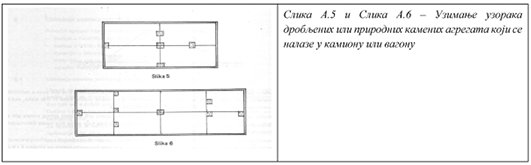 Slika 5
Slika 6
Слика А.5 и Слика А.6 – Узимање узорака
дробљених или природних камених агрегата који се
налазе у камиону или вагону